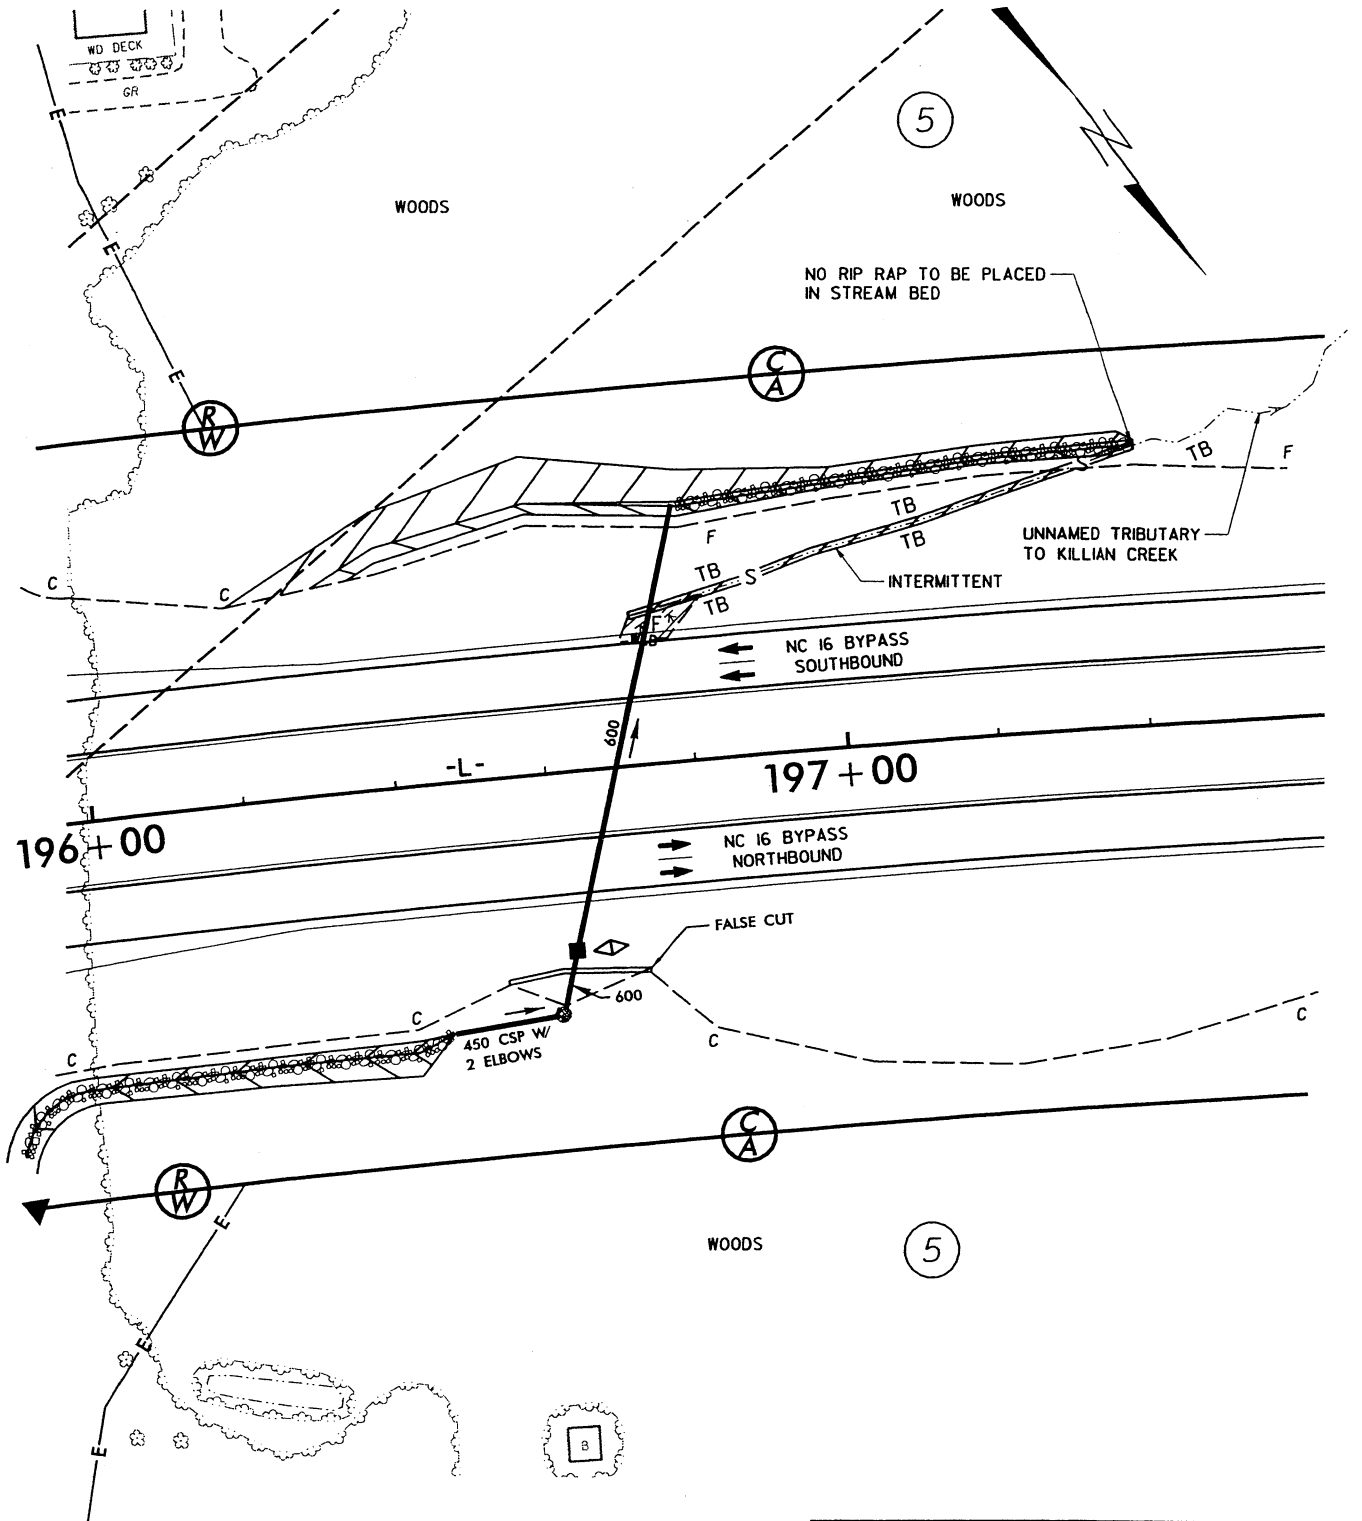 WD DECK
GR
E
5
WOODS
WOODS
E
NO RIP RAP TO BE PLACED
IN STREAM BED
E
C
A
R
W
TB
F
TB
F
TB
UNNAMED TRIBUTARY
TO KILLIAN CREEK
S
TB
S
INTERMITTENT
C
C
TB
F
B
NC 16 BYPASS
SOUTHBOUND
600
-L-
197+00
196+00
NC 16 BYPASS
NORTHBOUND
FALSE CUT
600
C
C
C
C
450 CSP W/
2 ELBOWS
C
A
R
W
E
WOODS
5
E
E
B